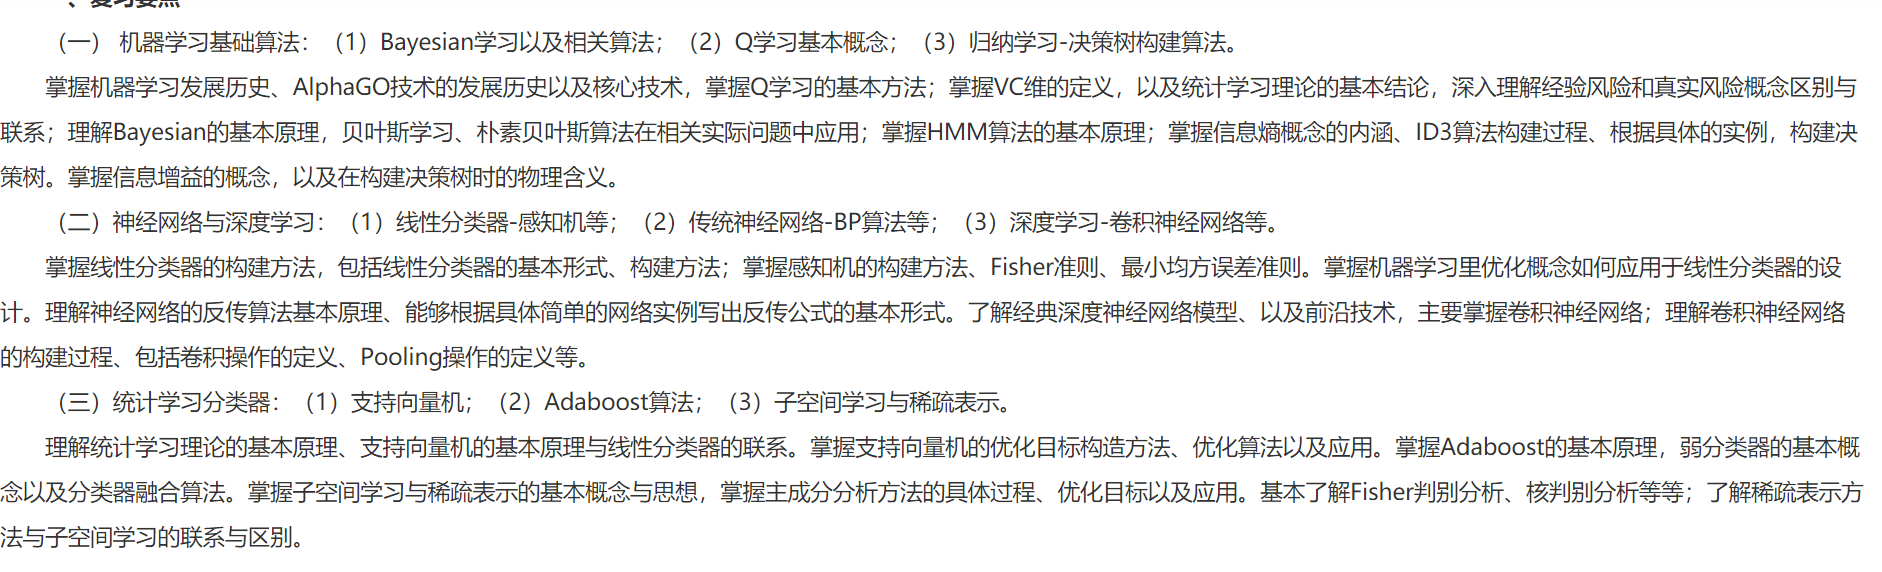 、复习要点
（一） 机器学习基础算法：（1）Bayesian学习以及相关算法；（2）Q学习基本概念；（3）归纳学习-决策树构建算法。
掌握机器学习发展历史、AlphaGO技术的发展历史以及核心技术，掌握Q学习的基本方法；掌握VC维的定义，以及统计学习理论的基本结论，深入理解经验风险和真实风险概念区别与
联系；理解Bayesian的基本原理，贝叶斯学习、朴素贝叶斯算法在相关实际问题中应用；掌握HMM算法的基本原理；掌握信息熵概念的内涵、ID3算法构建过程、根据具体的实例，构建决
策树。掌握信息增益的概念，以及在构建决策树时的物理含义。
（二）神经网络与深度学习：（1）线性分类器-感知机等；（2）传统神经网络-BP算法等；（3）深度学习-卷积神经网络等。
掌握线性分类器的构建方法，包括线性分类器的基本形式、构建方法；掌握感知机的构建方法、Fisher准则、最小均方误差准则。掌握机器学习里优化概念如何应用于线性分类器的设
计。理解神经网络的反传算法基本原理、能够根据具体简单的网络实例写出反传公式的基本形式。了解经典深度神经网络模型、以及前沿技术，主要掌握卷积神经网络；理解卷积神经网络
的构建过程、包括卷积操作的定义、Pooling操作的定义等。
（三）统计学习分类器：（1）支持向量机；（2）Adaboost算法；（3）子空间学习与稀疏表示。
理解统计学习理论的基本原理、支持向量机的基本原理与线性分类器的联系。掌握支持向量机的优化目标构造方法、优化算法以及应用。掌握Adaboost的基本原理，弱分类器的基本概
念以及分类器融合算法。掌握子空间学习与稀疏表示的基本概念与思想，掌握主成分分析方法的具体过程、优化目标以及应用。基本了解Fisher判别分析、核判别分析等等；了解稀疏表示方
法与子空间学习的联系与区别。